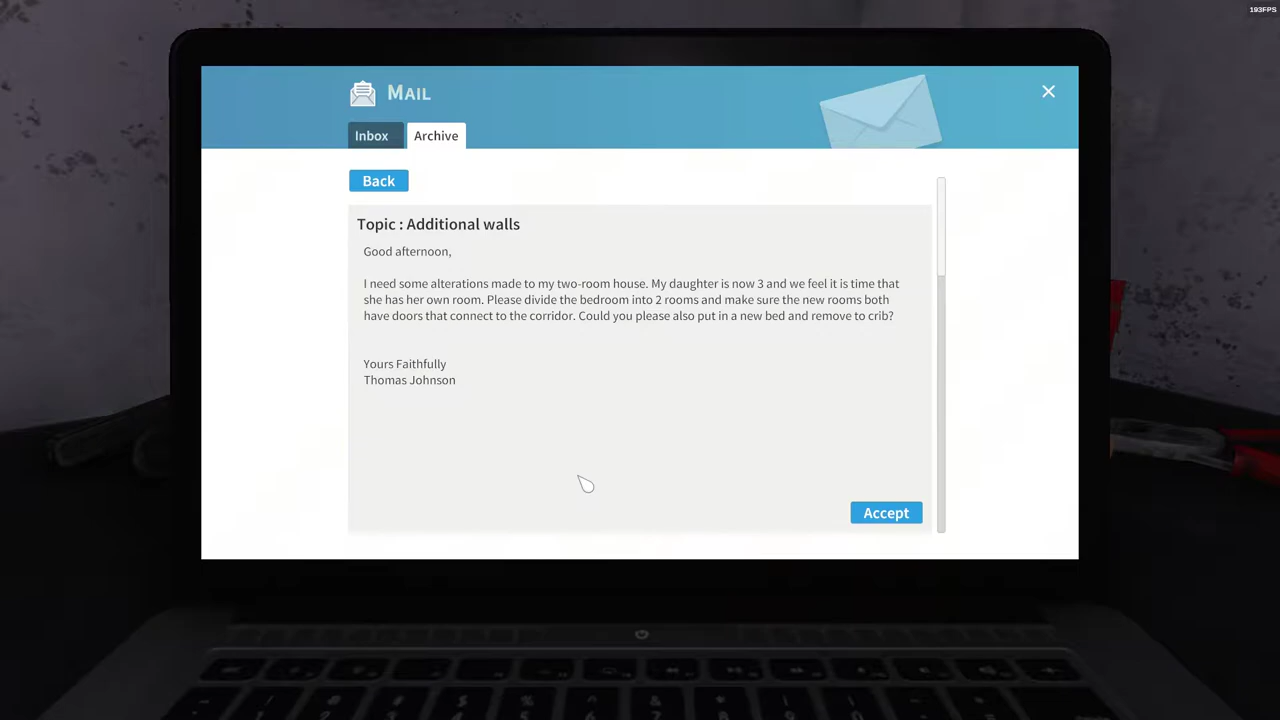 193FPS
MAIL
Inbox
Archive
Back
Topic : Additional walls
Good afternoon,
I need some alterations made to my two-room house. My daughter is now 3 and we feel it is time that
she has her own room. Please divide the bedroom into 2 rooms and make sure the new rooms both
have doors that connect to the corridor. Could you please also put in a new bed and remove to crib?
Yours Faithfully
Thomas Johnson
Accept